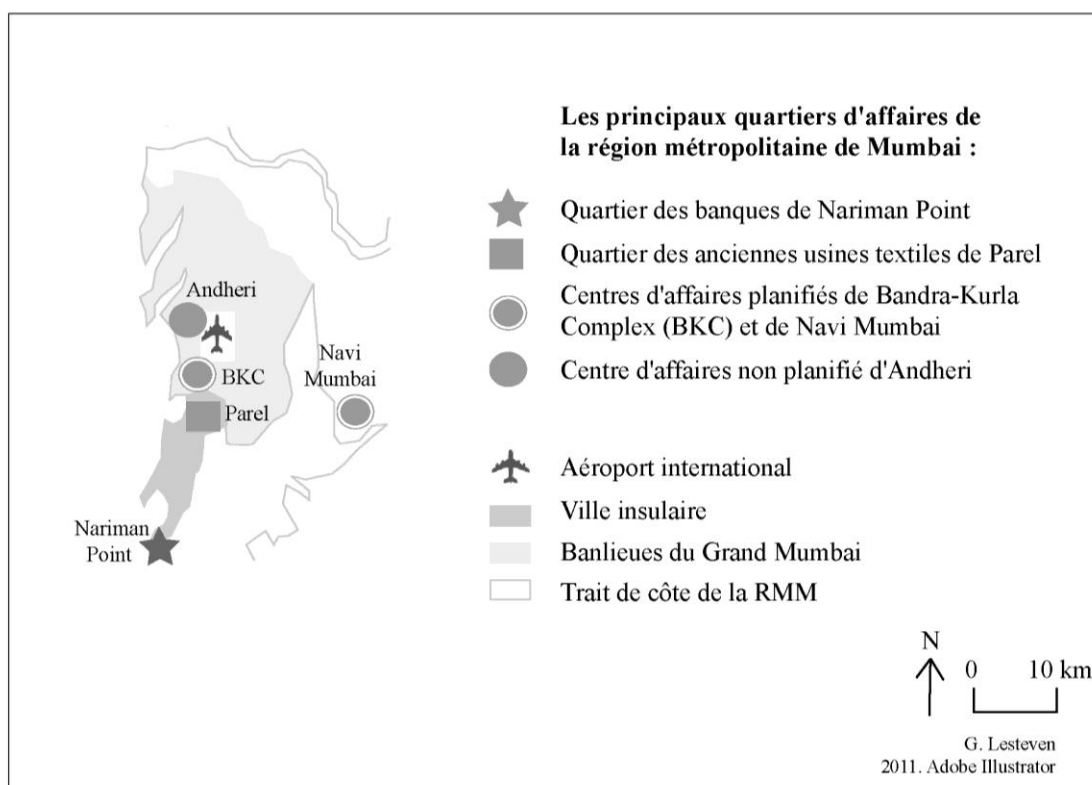 Les principaux quartiers d'affaires de
la région métropolitaine de Mumbai :
Quartier des banques de Nariman Point
Quartier des anciennes usines textiles de Parel
Centres d'affaires planifiés de Bandra-Kurla
Complex (BKC) et de Navi Mumbai
Centre d'affaires non planifié d'Andheri
Aéroport international
Ville insulaire
Banlieues du Grand Mumbai
Trait de côte de la RMM
Andheri
Navi
Mumbai
BKC
Parel
Nariman
Point
N
0 10 km
G. Lesteven
2011. Adobe Illustrator